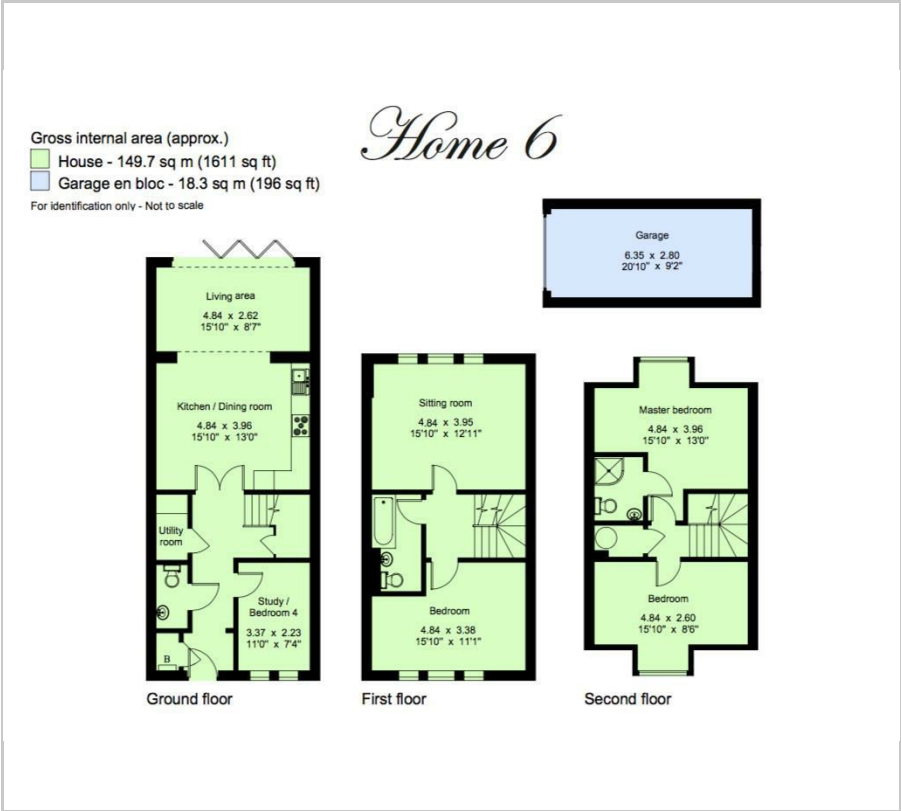 Home 6
Gross internal area (approx.)
House - 149.7 sq m (1611 sq ft)
Garage en bloc - 18.3 sq m (196 sq ft)
For identification only - Not to scale
Garage
6.35 x 2.80
20'10" x 9'2"
Living area
4.84 x 2.62
15'10" x 8'7"
Kitchen / Dining room
4.84 x 3.96
15'10" x 13'0"
Utility
room
Study /
Bedroom 4
3.37 x 2.23
11'0" x 7'4"
B
Ground floor
Sitting room
4.84 x 3.95
15'10" x 12'11"
Bedroom
4.84 x 3.38
15'10" x 11'1"
First floor
Master bedroom
4.84 x 3.96
15'10" x 13'0"
Bedroom
4.84 x 2.60
15'10" x 8'6"
Second floor